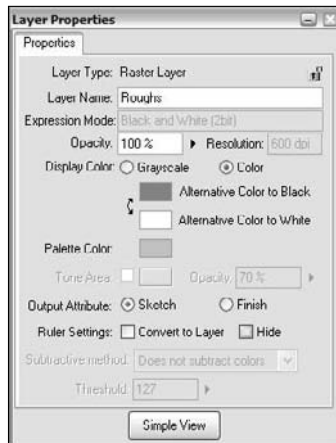 Layer Properties
Properties
Layer Type: Raster Layer
Layer Name: Roughs
Expression Mode: Black and White (2bit)
Opacity: 100 % Resolution: 600 dpi
Display Color: Grayscale Color
Alternative Color to Black
Alternative Color to White
Palette Color:
Tone Area: Opacity: 70 %
Output Attribute: Sketch Finish
Ruler Settings: Convert to Layer Hide
Subtractive method: Does not subtract colors
Threshold: 127
Simple View